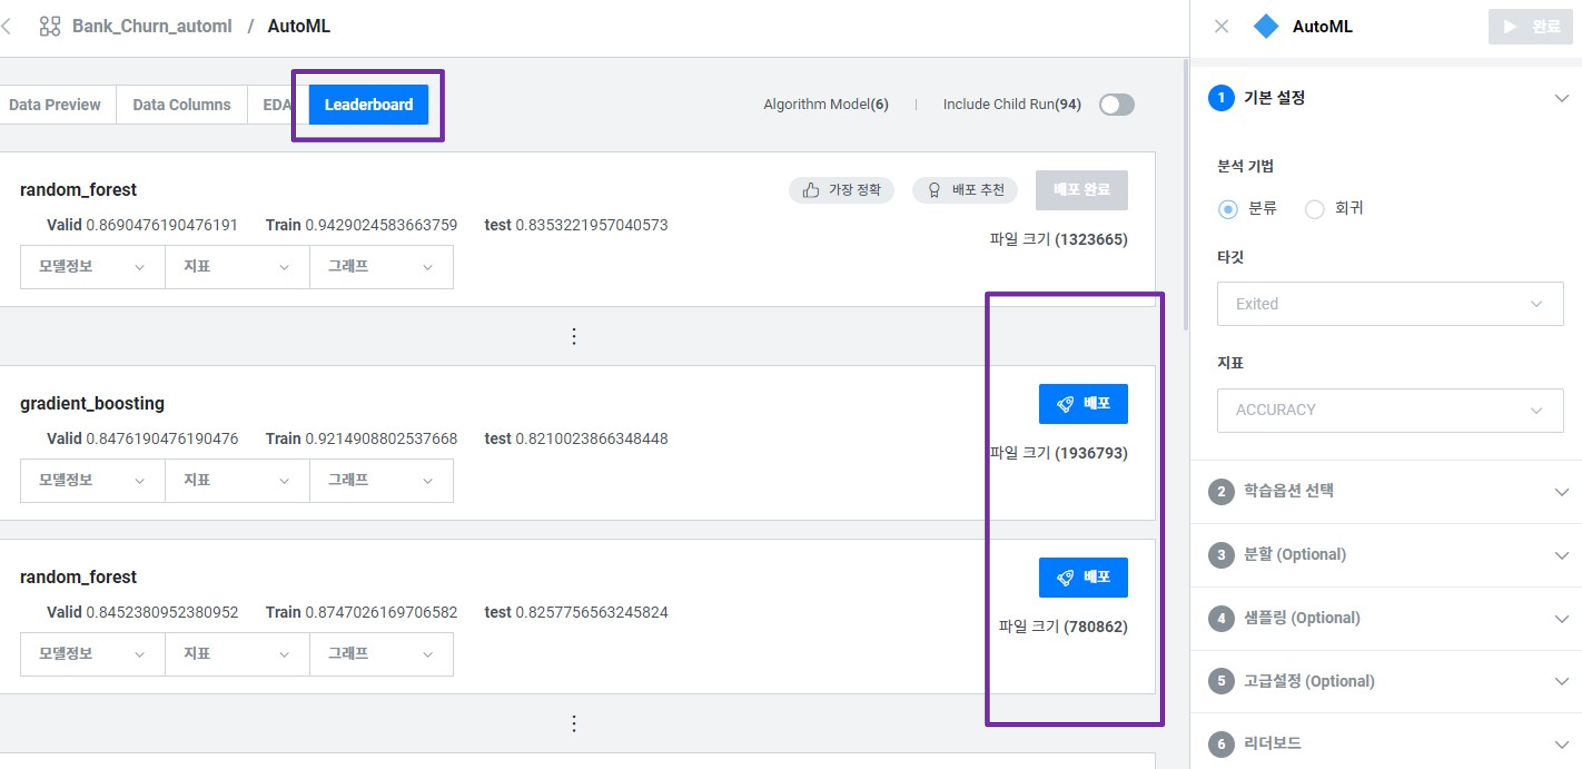 Bank_Churn_automl / AutoML
Data Preview
Data Columns
EDA
Leaderboard
Algorithm Model(6) | Include Child Run(94)
random_forest
가장 정확
배포 추천
배포 완료
Valid 0.8690476190476191 Train 0.9429024583663759 test 0.8353221957040573
파일 크기 (1323665)
모델정보
지표
그래프
gradient_boosting
배포
Valid 0.8476190476190476 Train 0.9214908802537668 test 0.8210023866348448
파일 크기 (1936793)
모델정보
지표
그래프
random_forest
배포
Valid 0.8452380952380952 Train 0.8747026169706582 test 0.8257756563245824
파일 크기 (780862)
모델정보
지표
그래프
AutoML
완료
1 기본 설정
분석 기법
분류
회귀
타깃
Exited
지표
ACCURACY
2 학습옵션 선택
3 분할 (Optional)
4 샘플링 (Optional)
5 고급설정 (Optional)
6 리더보드